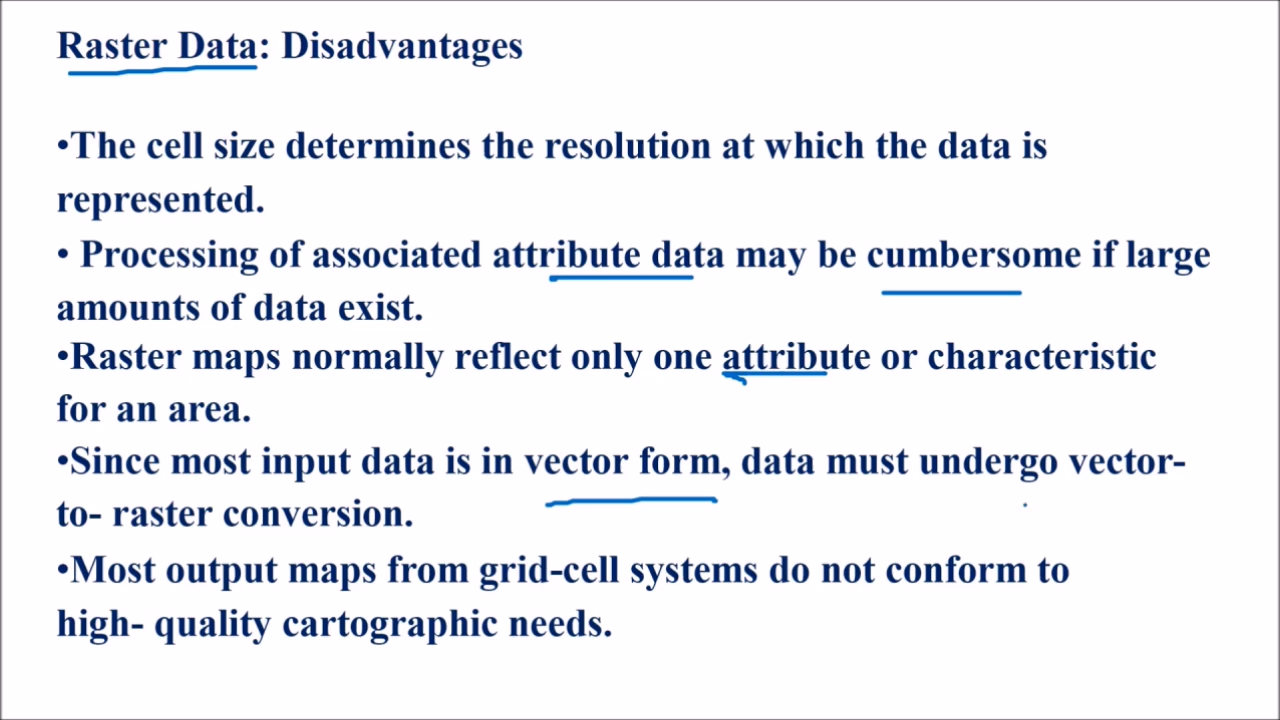 Raster Data: Disadvantages
•The cell size determines the resolution at which the data is
represented.
• Processing of associated attribute data may be cumbersome if large
amounts of data exist.
•Raster maps normally reflect only one attribute or characteristic
for an area.
•Since most input data is in vector form, data must undergo vector-
to- raster conversion.
•Most output maps from grid-cell systems do not conform to
high- quality cartographic needs.